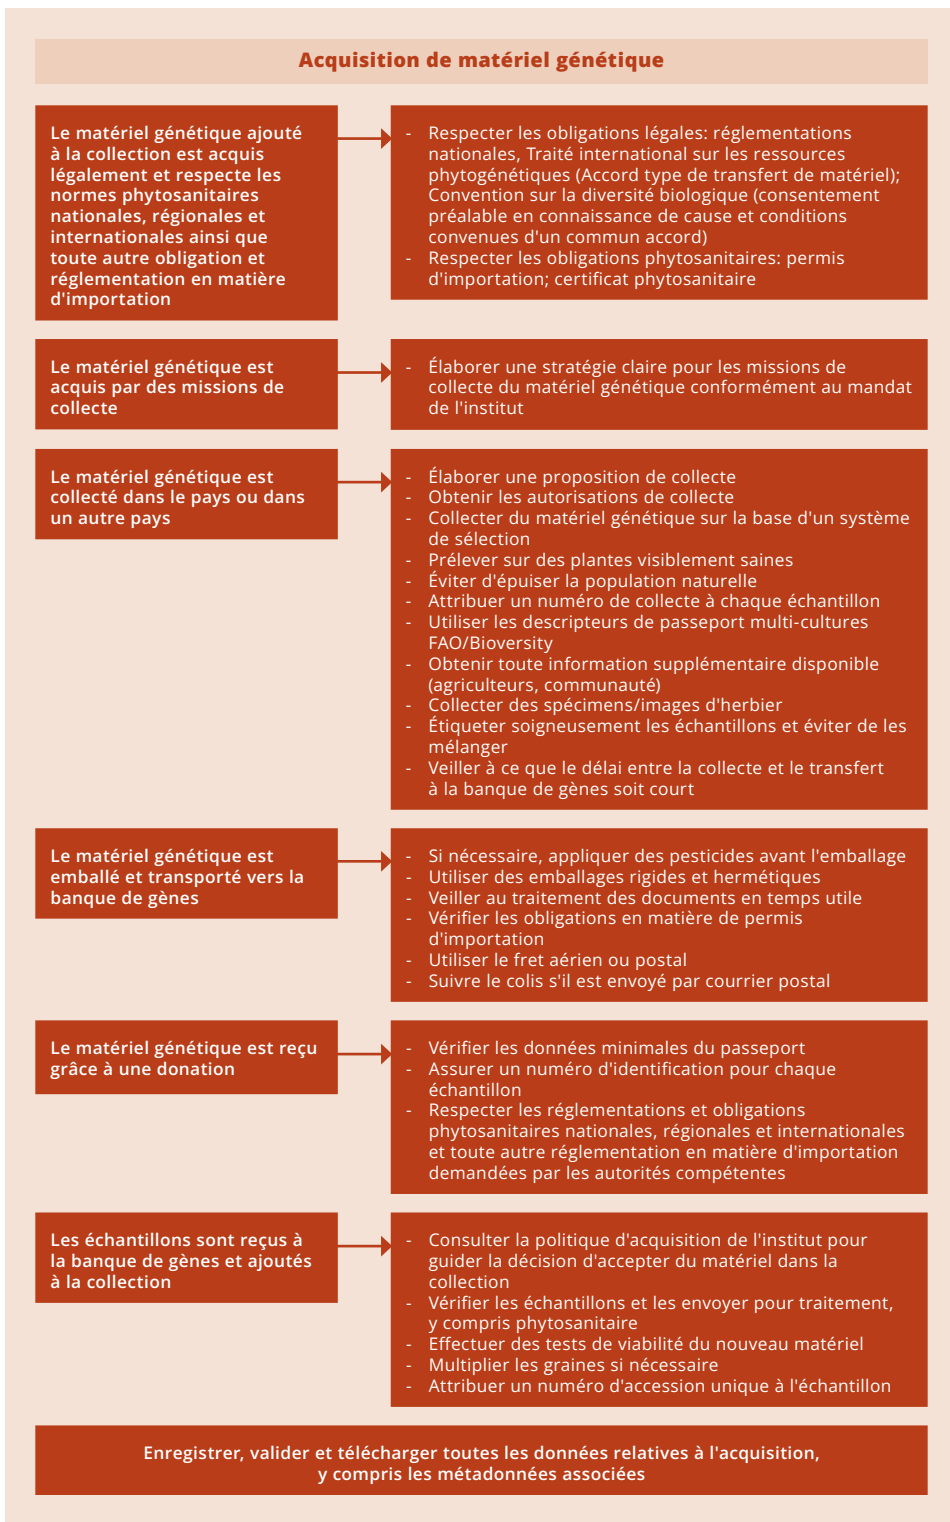 Acquisition de matériel génétique
Le matériel génétique ajouté
à la collection est acquis
légalement et respecte les
normes phytosanitaires
nationales, régionales et
internationales ainsi que
toute autre obligation et
réglementation en matière
d'importation
- Respecter les obligations légales: réglementations
nationales, Traité international sur les ressources
phytogénétiques (Accord type de transfert de matériel);
Convention sur la diversité biologique (consentement
préalable en connaissance de cause et conditions
convenues d'un commun accord)
- Respecter les obligations phytosanitaires: permis
d'importation; certificat phytosanitaire
Le matériel génétique est
acquis par des missions de
collecte
- Élaborer une stratégie claire pour les missions de
collecte du matériel génétique conformément au mandat
de l'institut
Le matériel génétique est
collecté dans le pays ou dans
un autre pays
- Élaborer une proposition de collecte
- Obtenir les autorisations de collecte
- Collecter du matériel génétique sur la base d'un système
de sélection
- Prélever sur des plantes visiblement saines
- Éviter d'épuiser la population naturelle
- Attribuer un numéro de collecte à chaque échantillon
- Utiliser les descripteurs de passeport multi-cultures
FAO/Bioversity
- Obtenir toute information supplémentaire disponible
(agriculteurs, communauté)
- Collecter des spécimens/images d'herbier
- Étiqueter soigneusement les échantillons et éviter de les
mélanger
- Veiller à ce que le délai entre la collecte et le transfert
à la banque de gènes soit court
Le matériel génétique est
emballé et transporté vers la
banque de gènes
- Si nécessaire, appliquer des pesticides avant l'emballage
- Utiliser des emballages rigides et hermétiques
- Veiller au traitement des documents en temps utile
- Vérifier les obligations en matière de permis
d'importation
- Utiliser le fret aérien ou postal
- Suivre le colis s'il est envoyé par courrier postal
Le matériel génétique est reçu
grâce à une donation
- Vérifier les données minimales du passeport
- Assurer un numéro d'identification pour chaque
échantillon
- Respecter les réglementations et obligations
phytosanitaires nationales, régionales et internationales
et toute autre réglementation en matière d'importation
demandées par les autorités compétentes
Les échantillons sont reçus à
la banque de gènes et ajoutés
à la collection
- Consulter la politique d'acquisition de l'institut pour
guider la décision d'accepter du matériel dans la
collection
- Vérifier les échantillons et les envoyer pour traitement,
y compris phytosanitaire
- Effectuer des tests de viabilité du nouveau matériel
- Multiplier les graines si nécessaire
- Attribuer un numéro d'accession unique à l'échantillon
Enregistrer, valider et télécharger toutes les données relatives à l'acquisition,
y compris les métadonnées associées